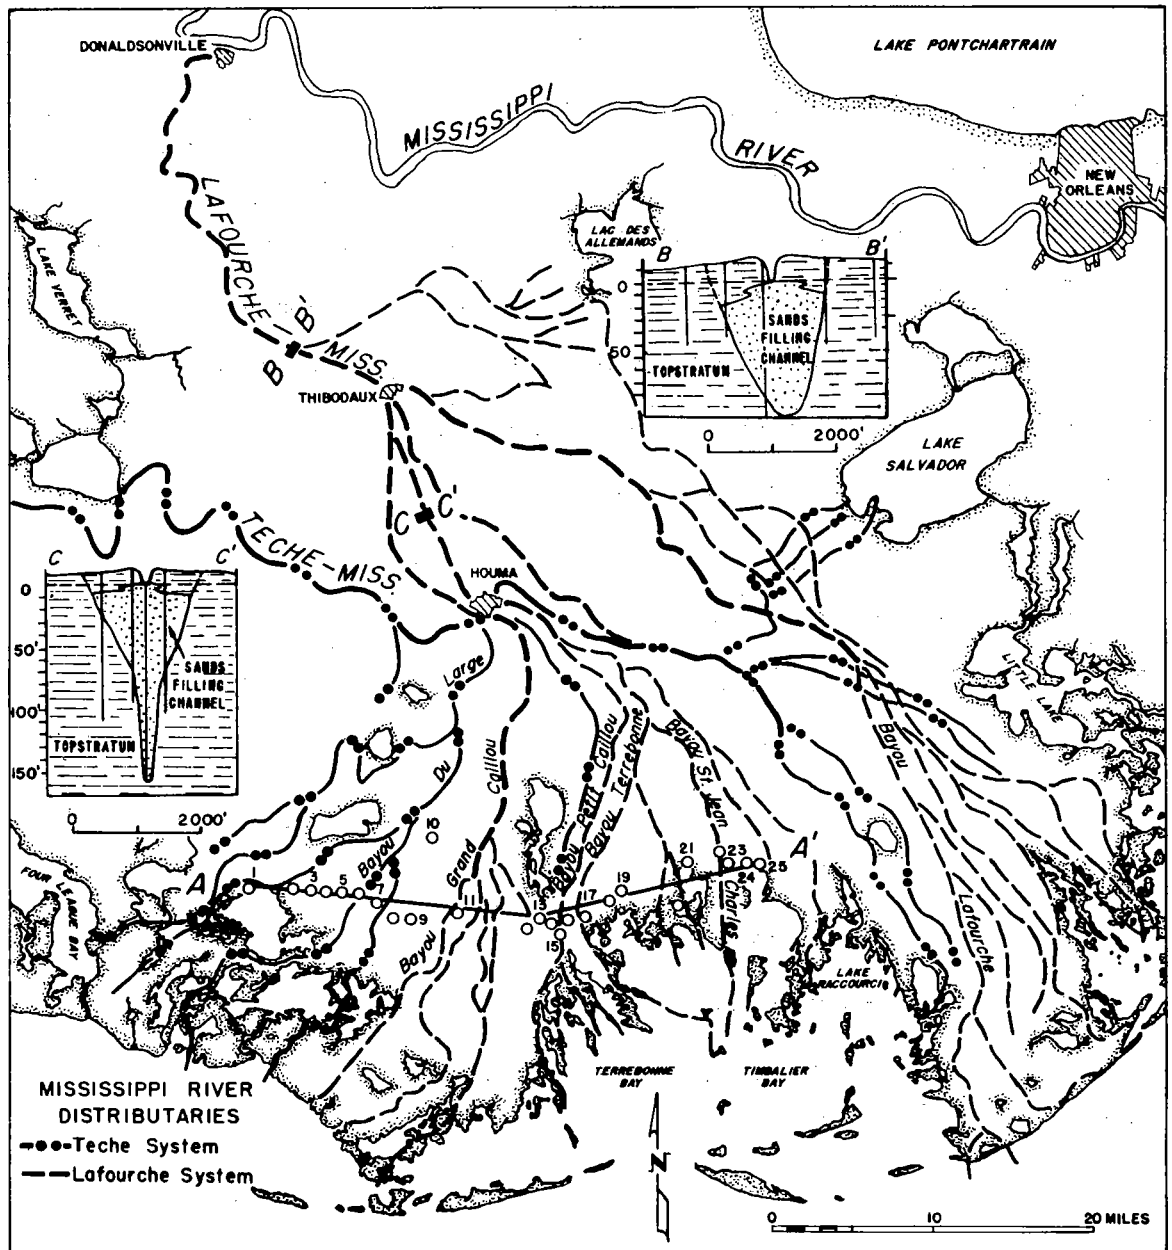 DONALDSONVILLE
LAKE PONTCHARTRAIN
MISSISSIPPI
RIVER
NEW
ORLEANS
LAFOURCHE-
MISS.
LAC DES
ALLEMANDS
LAKE VERRET
B
B'
0
50
SANDS
FILLING
CHANNEL
TOPSTRATUM
0 2000'
B'
B
THIBODAUX
LAKE
SALVADOR
C
C'
TECHE-MISS.
HOUMA
C
C'
0
50'
100'
150'
SANDS
FILLING
CHANNEL
TOPSTRATUM
0 2000'
Large
Du
Bayou
Caillou
Grand
Bayou
Petit Caillou
Bayou
Bayou Terrebonne
Bayou St. Jean
Charles
Bayou
Lafourche
LITTLE LAKE
FOUR LEAGUE BAY
A
A'
1
3
5
7
9
10
11
13
15
17
19
21
23
24
25
LAKE
RACCOURCI
TERREBONNE
BAY
TIMBALIER
BAY
MISSISSIPPI RIVER
DISTRIBUTARIES
Teche System
Lafourche System
N
0 10 20 MILES